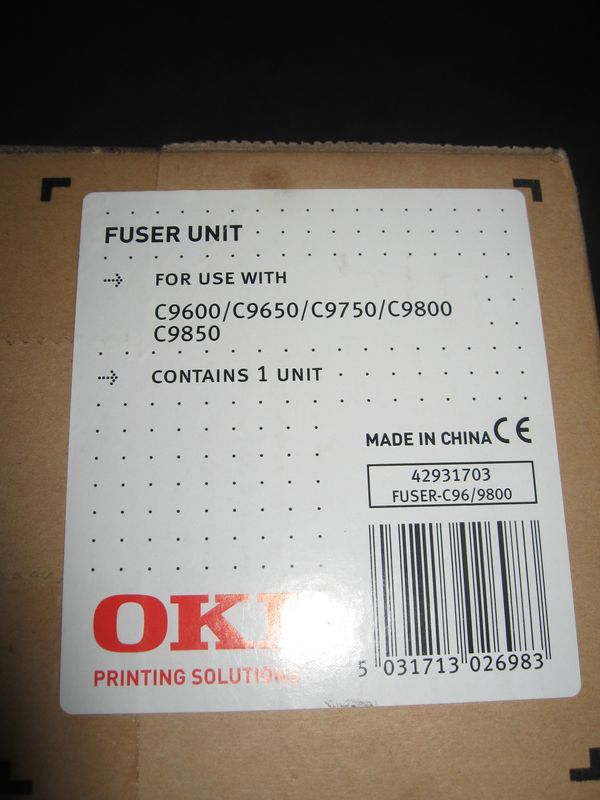 FUSER UNIT
FOR USE WITH
C9600/C9650/C9750/C9800
C9850
CONTAINS 1 UNIT
MADE IN CHINA CE
42931703
FUSER-C96/9800
OKI
PRINTING SOLUTIONS
5 031713 026983